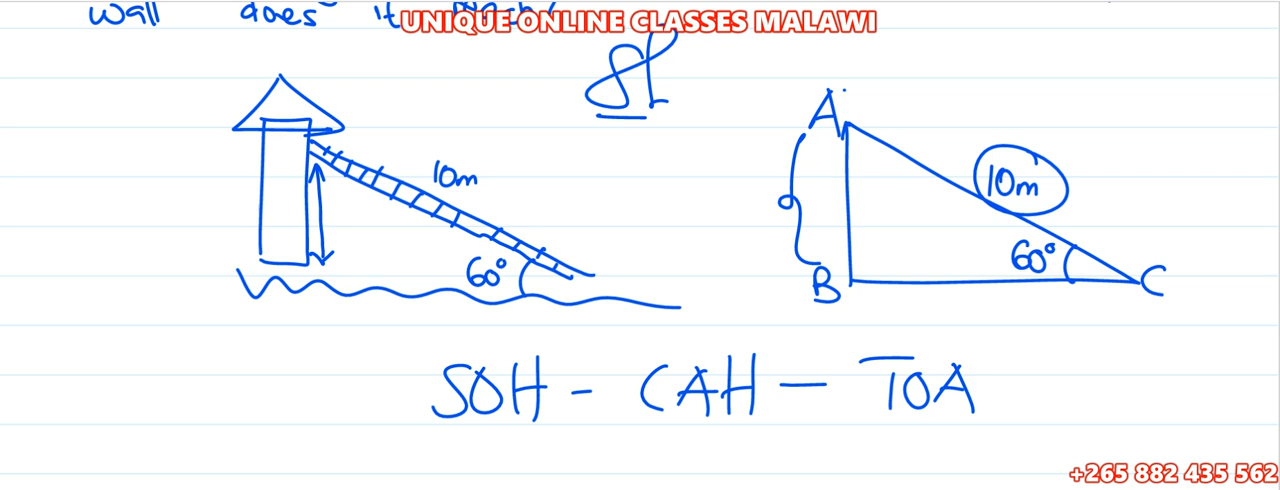 wall does it
UNIQUE ONLINE CLASSES MALAWI
10m
60°
A
10m
60°
B
C
SOH - CAH - TOA
+265 882 435 562